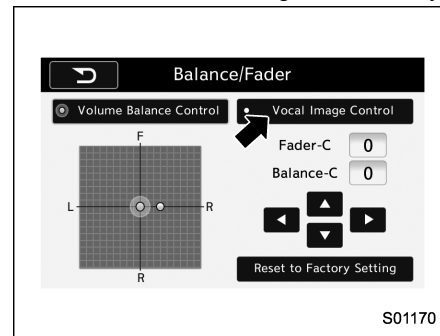 Balance/Fader
Volume Balance Control
Vocal Image Control
F
L
R
R
Fader-C 0
Balance-C 0
Reset to Factory Setting
S01170